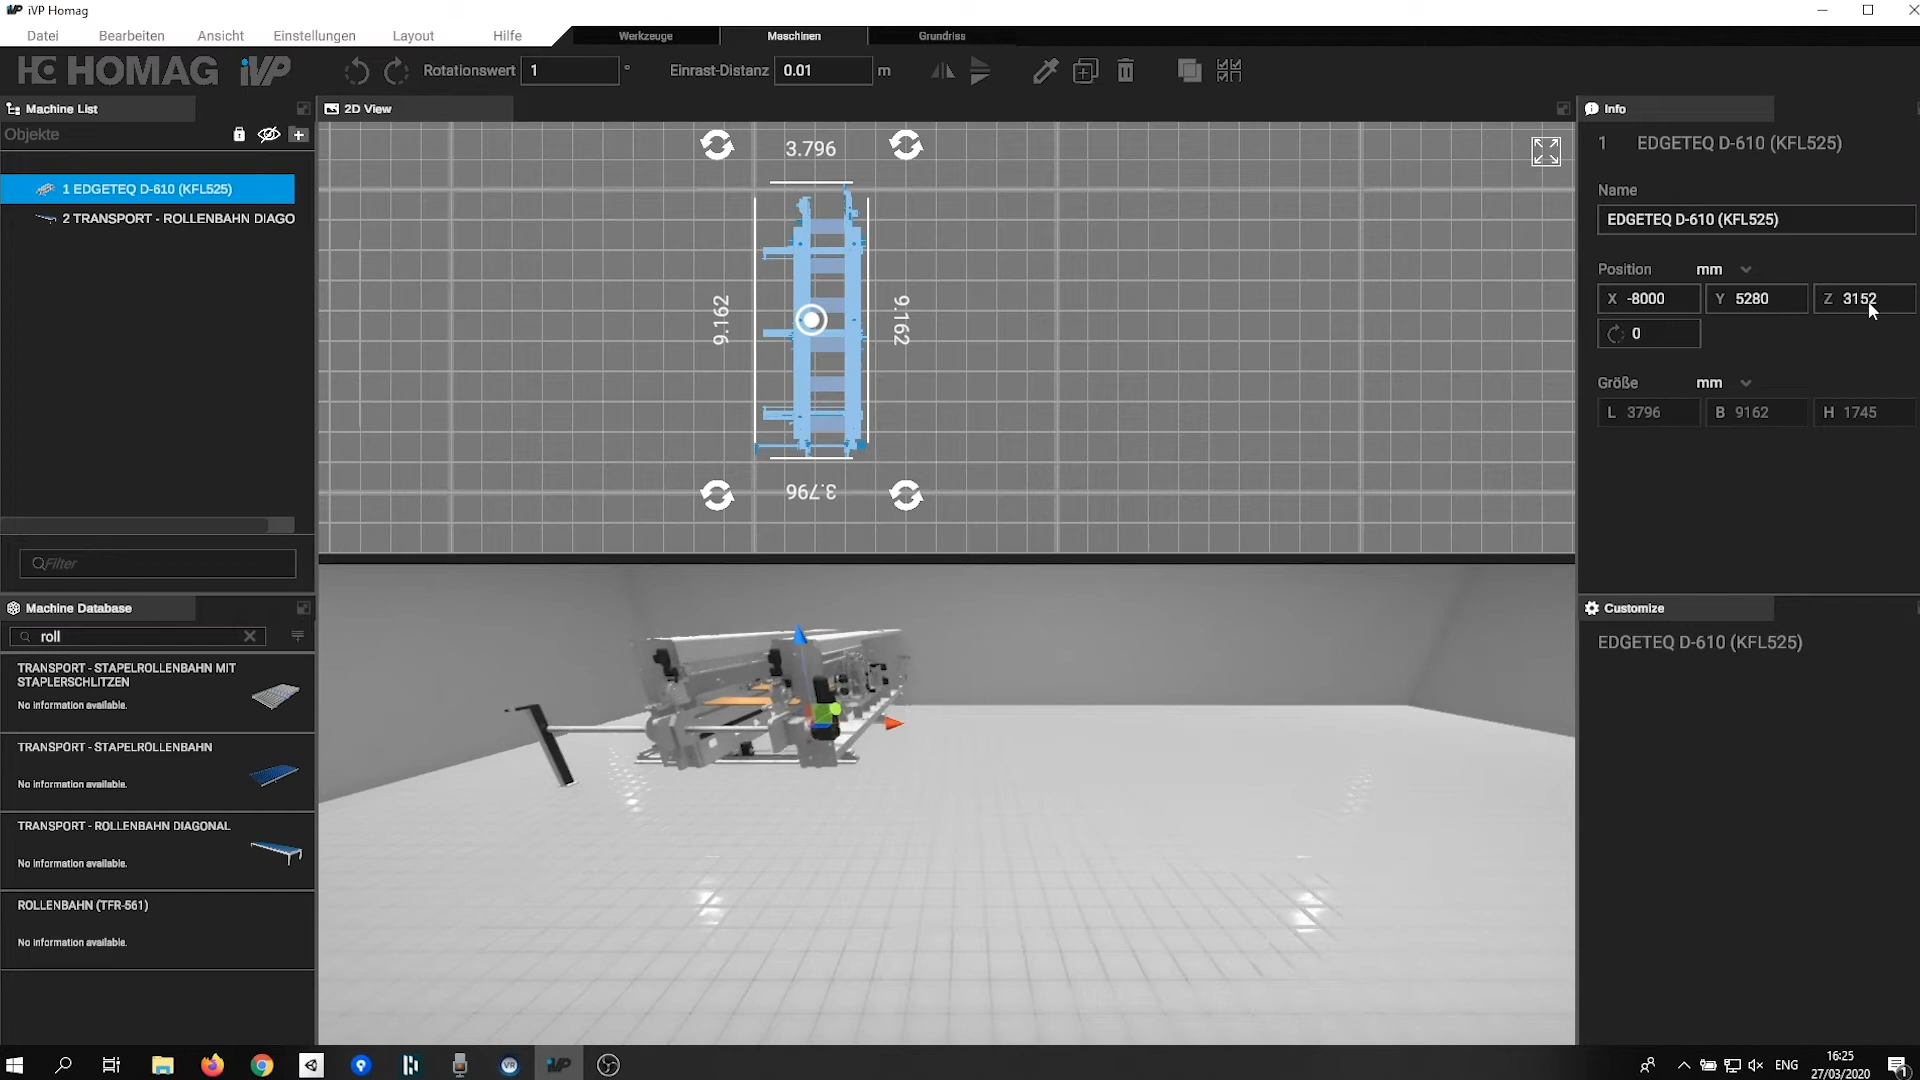 iVP Homag
Datei Bearbeiten Ansicht Einstellungen Layout Hilfe Werkzeuge Maschinen Grundriss
HOMAG iVP Rotationswert 1 ° Einrast-Distanz 0.01 m
Machine List
Objekte
1 EDGETEQ D-610 (KFL525)
2 TRANSPORT - ROLLENBAHN DIAGO
Filter
Machine Database
roll
TRANSPORT - STAPELROLLENBAHN MIT
STAPLERSCHLITZEN
No information available.
TRANSPORT - STAPELROLLENBAHN
No information available.
TRANSPORT - ROLLENBAHN DIAGONAL
No information available.
ROLLENBAHN (TFR-561)
No information available.
2D View
3.796
9.162
9.162
3.796
Info
1 EDGETEQ D-610 (KFL525)
Name
EDGETEQ D-610 (KFL525)
Position mm
X -8000 Y 5280 Z 3152
0
Größe mm
L 3796 B 9162 H 1745
Customize
EDGETEQ D-610 (KFL525)
VR iVP ENG 16:25
27/03/2020
1